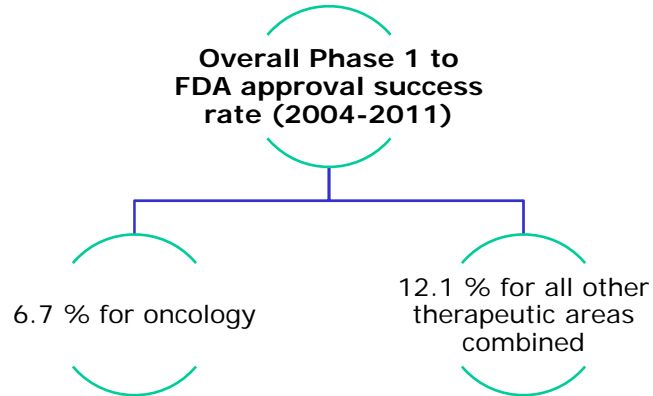 Overall Phase 1 to
FDA approval success
rate (2004-2011)
6.7 % for oncology
12.1 % for all other
therapeutic areas
combined